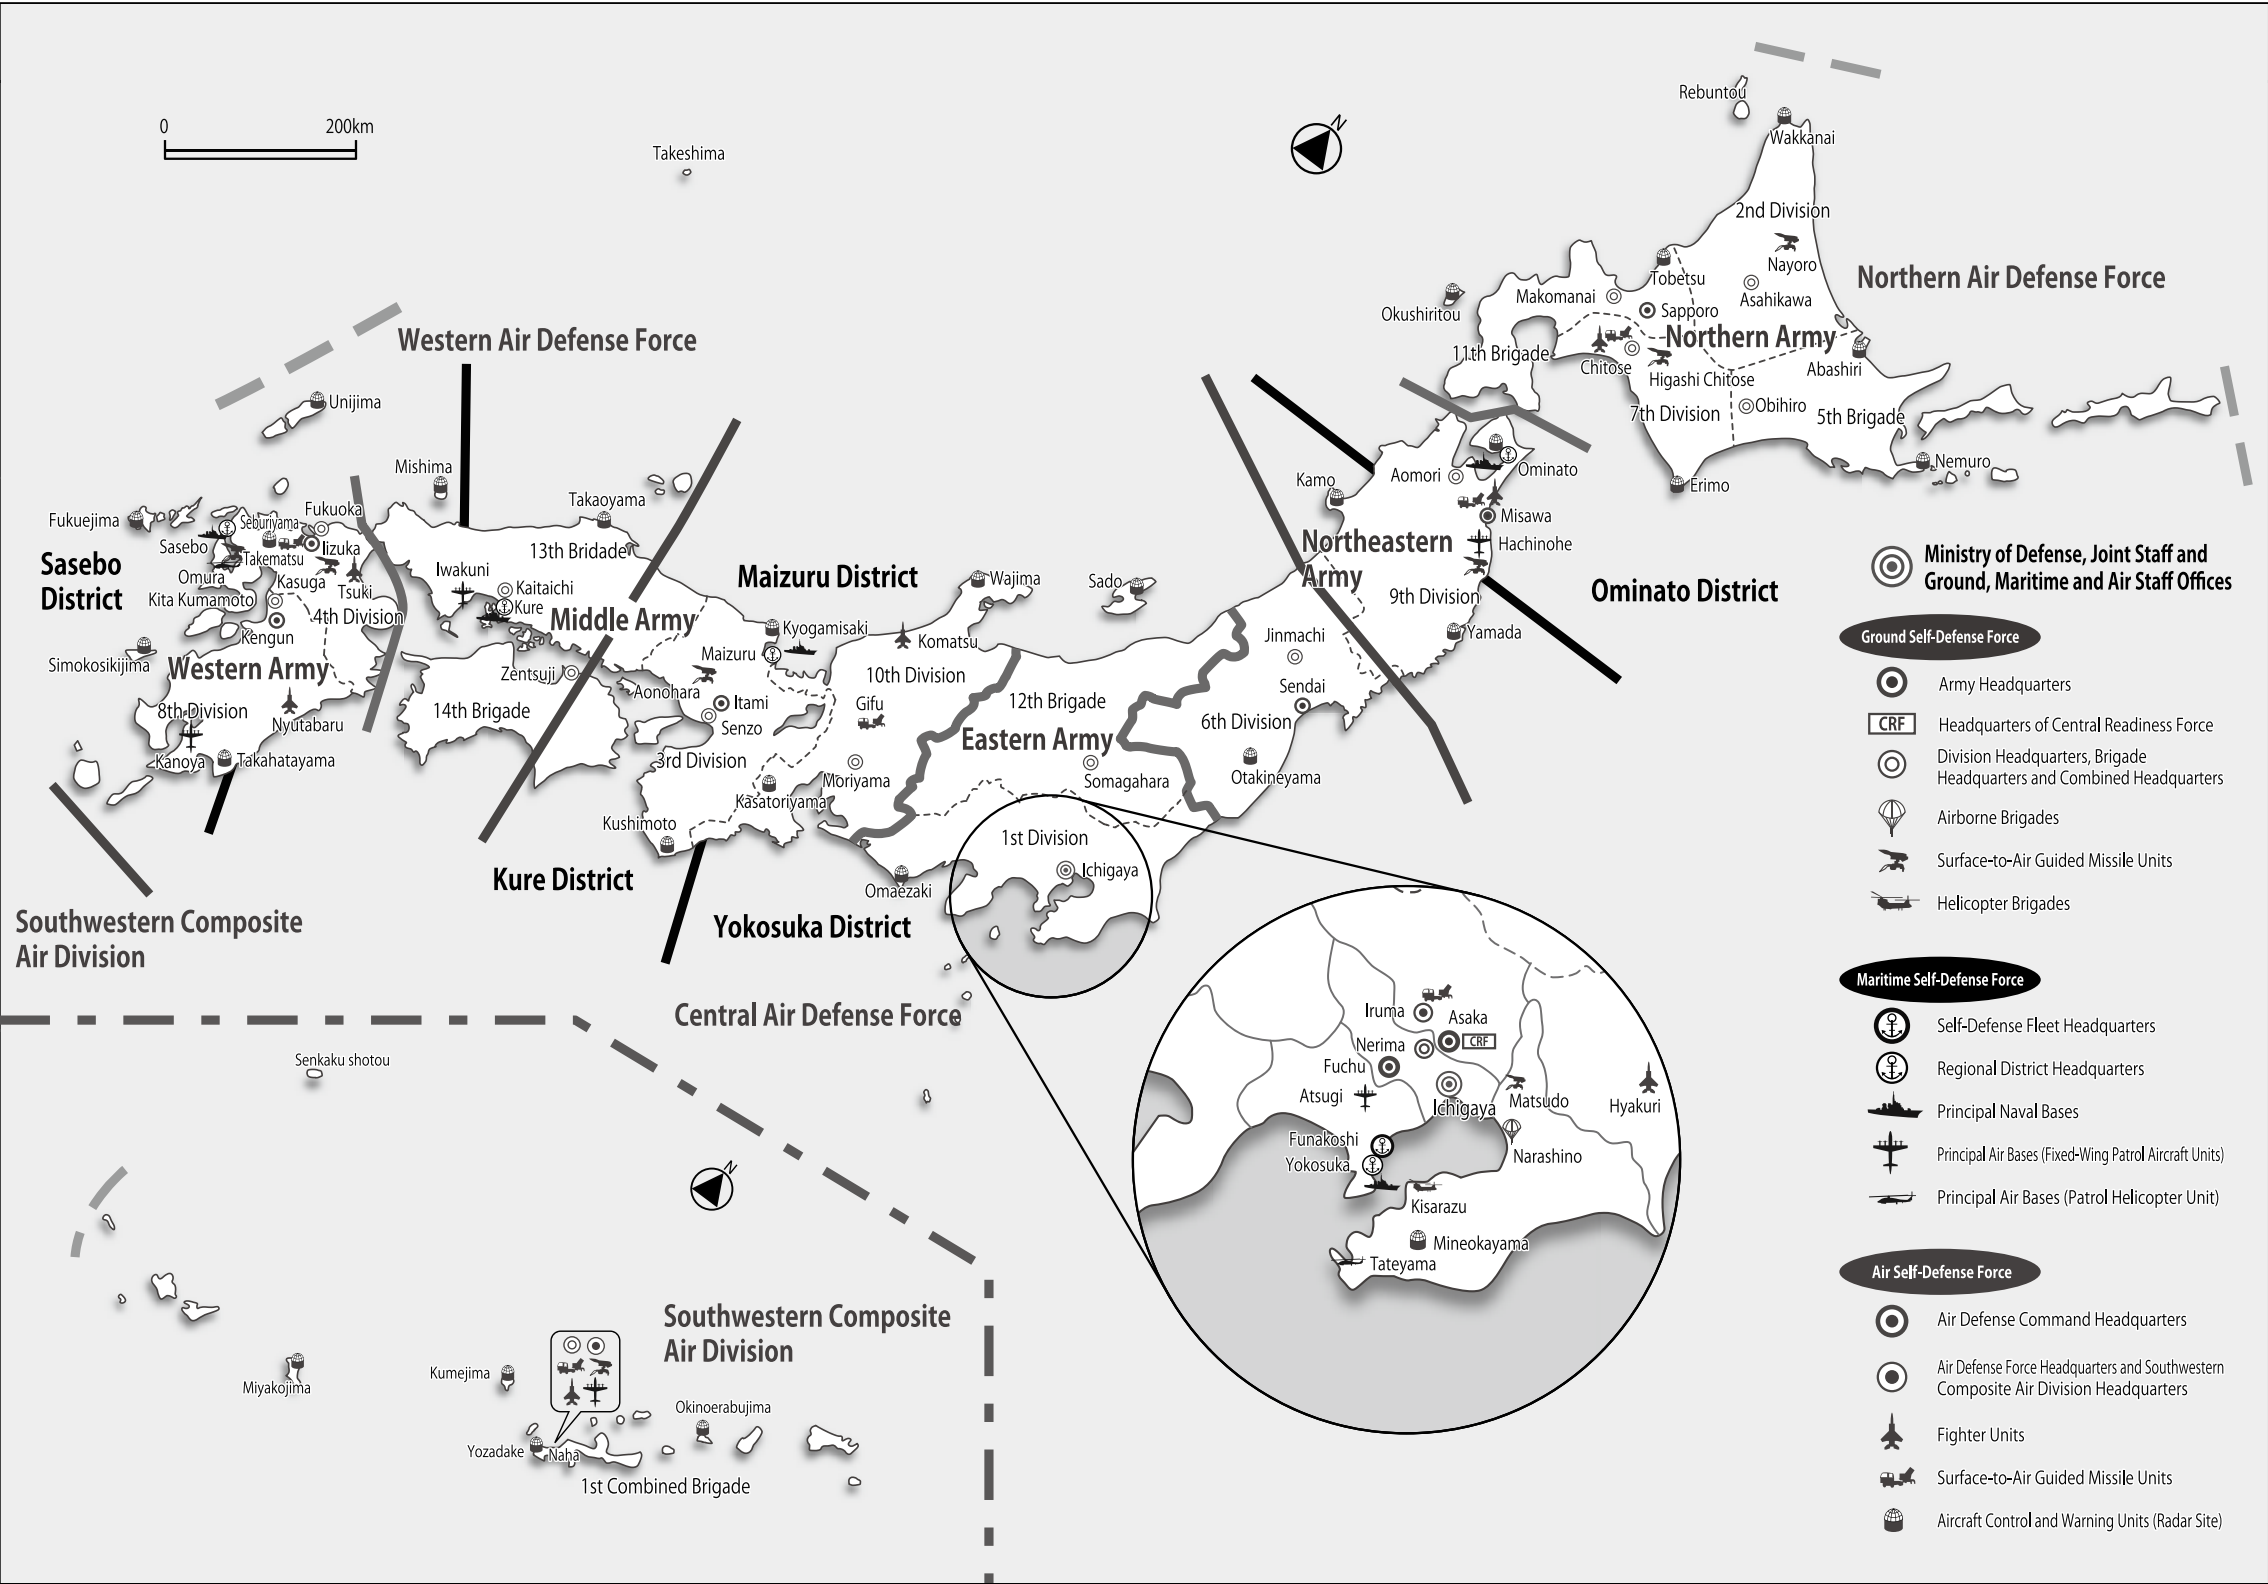 0 200km
Takeshima
N
Rebuntou
Wakkanai
2nd Division
Nayoro
Tobetsu
Asahikawa
Makomanai
Sapporo
Okushiritou
Northern Air Defense Force
Northern Army
11th Brigade
Chitose
Higashi Chitose
Abashiri
7th Division
Obihiro
5th Brigade
Nemuro
Erimo
Western Air Defense Force
Unijima
Mishima
Takaoyama
Fukuejima
Seburiyama
Fukuoka
Sasebo
Iizuka
Takematsu
Omura
Kasuga
Tsuki
Kita Kumamoto
4th Division
Kengun
Sasebo
District
Simokosikijima
Western Army
8th Division
Nyutabaru
Kanoya
Takahatayama
13th Bridade
Iwakuni
Kaitaichi
Kure
Middle Army
Zentsuji
14th Brigade
Maizuru District
Kyogamisaki
Maizuru
Aonohara
Itami
Senzo
3rd Division
Kasatoriyama
Kushimoto
Kure District
Wajima
Komatsu
10th Division
Gifu
Moriyama
Omaezaki
Yokosuka District
Sado
12th Brigade
Eastern Army
Somagahara
1st Division
Ichigaya
Kamo
Aomori
Ominato
Misawa
Hachinohe
Northeastern
Army
9th Division
Yamada
Ominato District
Jinmachi
Sendai
6th Division
Otakineyama
Southwestern Composite
Air Division
Central Air Defense Force
Senkaku shotou
N
Miyakojima
Kumejima
Yozadake
Naha
Okinoerabujima
1st Combined Brigade
Southwestern Composite
Air Division
Iruma
Asaka
CRF
Nerima
Fuchu
Atsugi
Ichigaya
Matsudo
Hyakuri
Funakoshi
Yokosuka
Narashino
Kisarazu
Mineokayama
Tateyama
Ministry of Defense, Joint Staff and
Ground, Maritime and Air Staff Offices
Ground Self-Defense Force
Army Headquarters
CRF Headquarters of Central Readiness Force
Division Headquarters, Brigade
Headquarters and Combined Headquarters
Airborne Brigades
Surface-to-Air Guided Missile Units
Helicopter Brigades
Maritime Self-Defense Force
Self-Defense Fleet Headquarters
Regional District Headquarters
Principal Naval Bases
Principal Air Bases (Fixed-Wing Patrol Aircraft Units)
Principal Air Bases (Patrol Helicopter Unit)
Air Self-Defense Force
Air Defense Command Headquarters
Air Defense Force Headquarters and Southwestern
Composite Air Division Headquarters
Fighter Units
Surface-to-Air Guided Missile Units
Aircraft Control and Warning Units (Radar Site)